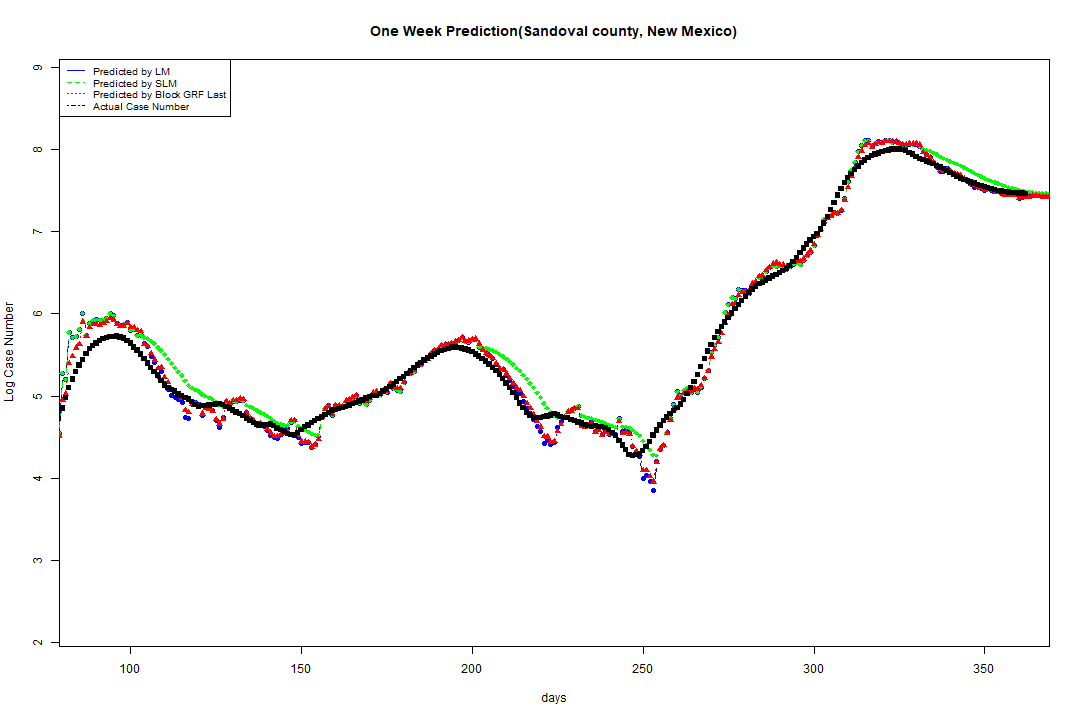 One Week Prediction(Sandoval county, New Mexico)
Predicted by LM
Predicted by SLM
Predicted by Block GRF Last
Actual Case Number
Log Case Number
9
8
7
6
5
4
3
2
100 150 200 250 300 350
days